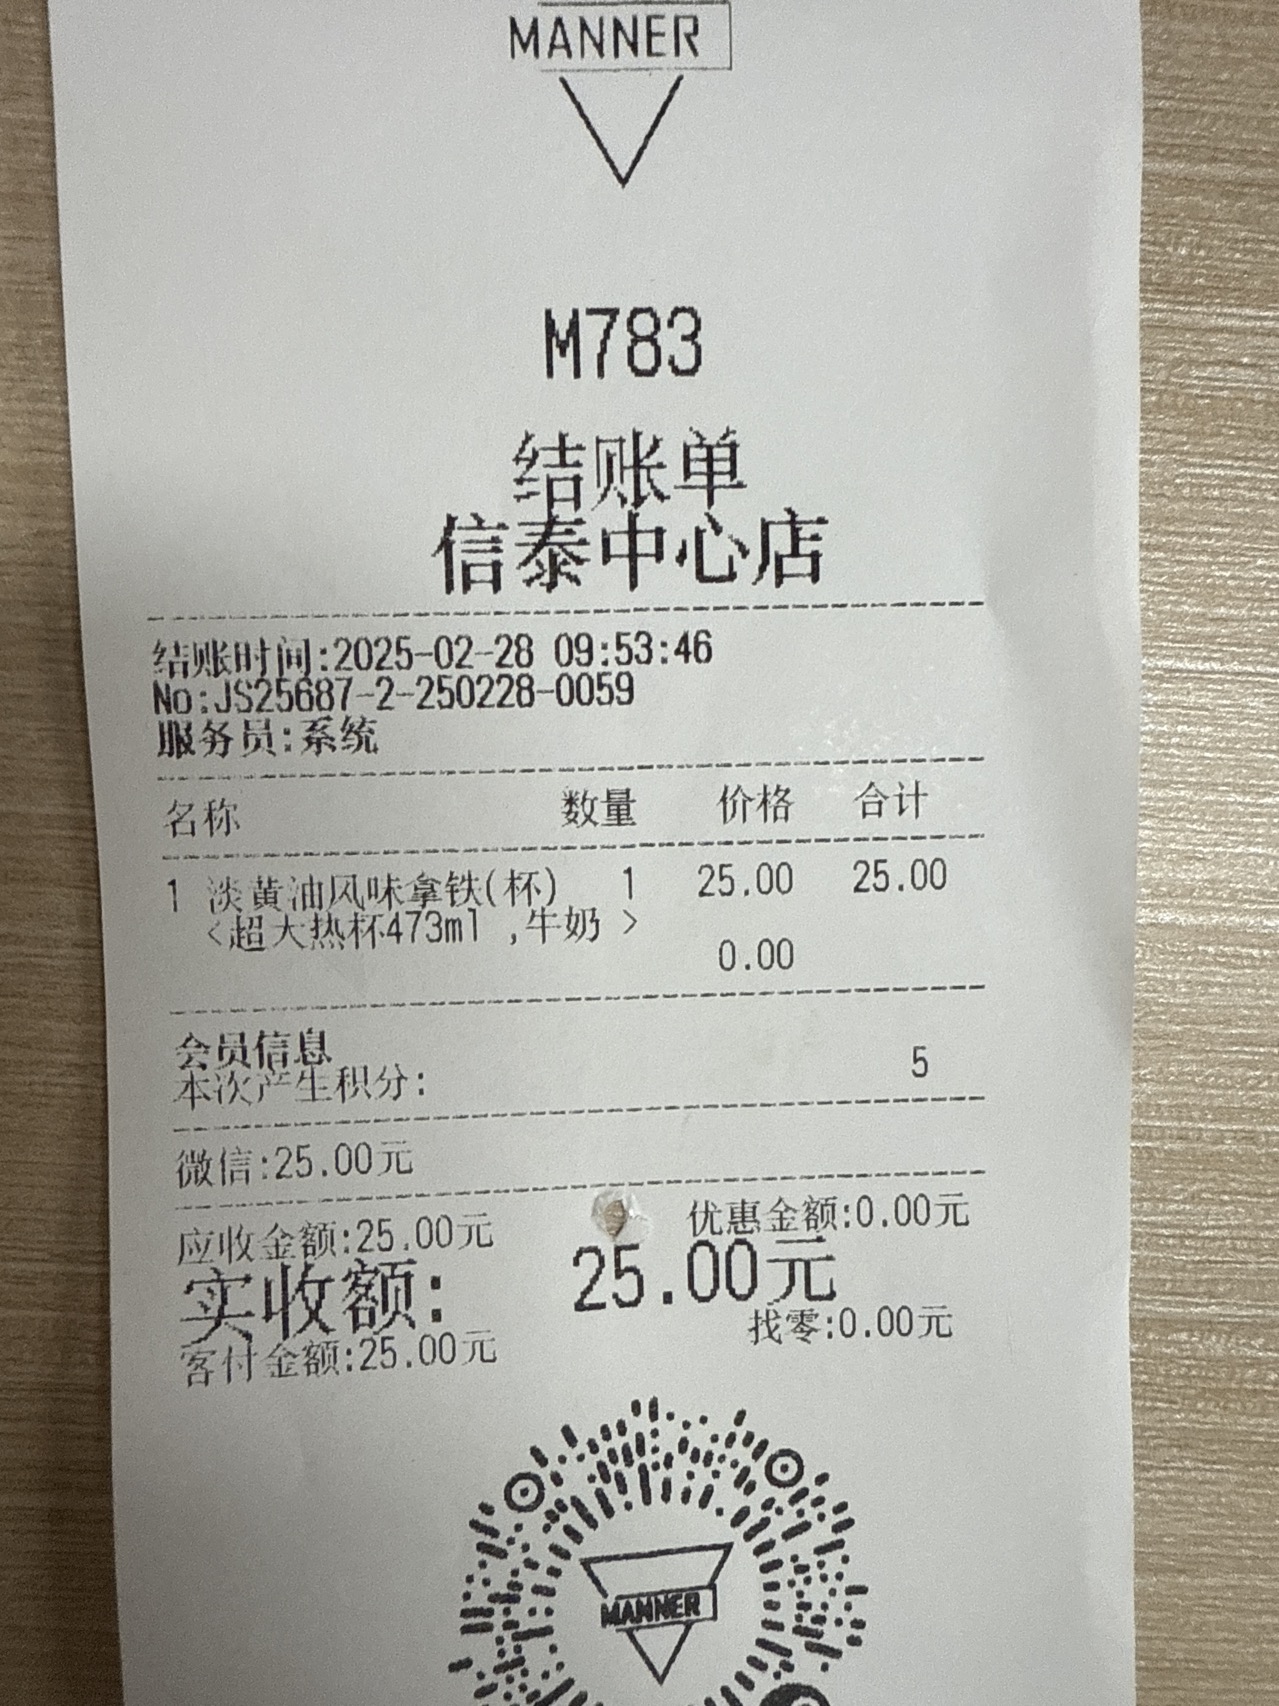 MANNER
M783
结账单
信泰中心店
结账时间:2025-02-28 09:53:46
No:JS25687-2-250228-0059
服务员:系统
名称 数量 价格 合计
1 淡黄油风味拿铁(杯) 1 25.00 25.00
<超大热杯473ml ,牛奶 >
0.00
会员信息
本次产生积分: 5
微信:25.00元
应收金额:25.00元 优惠金额:0.00元
实收额: 25.00元
客付金额:25.00元 找零:0.00元
MANNER